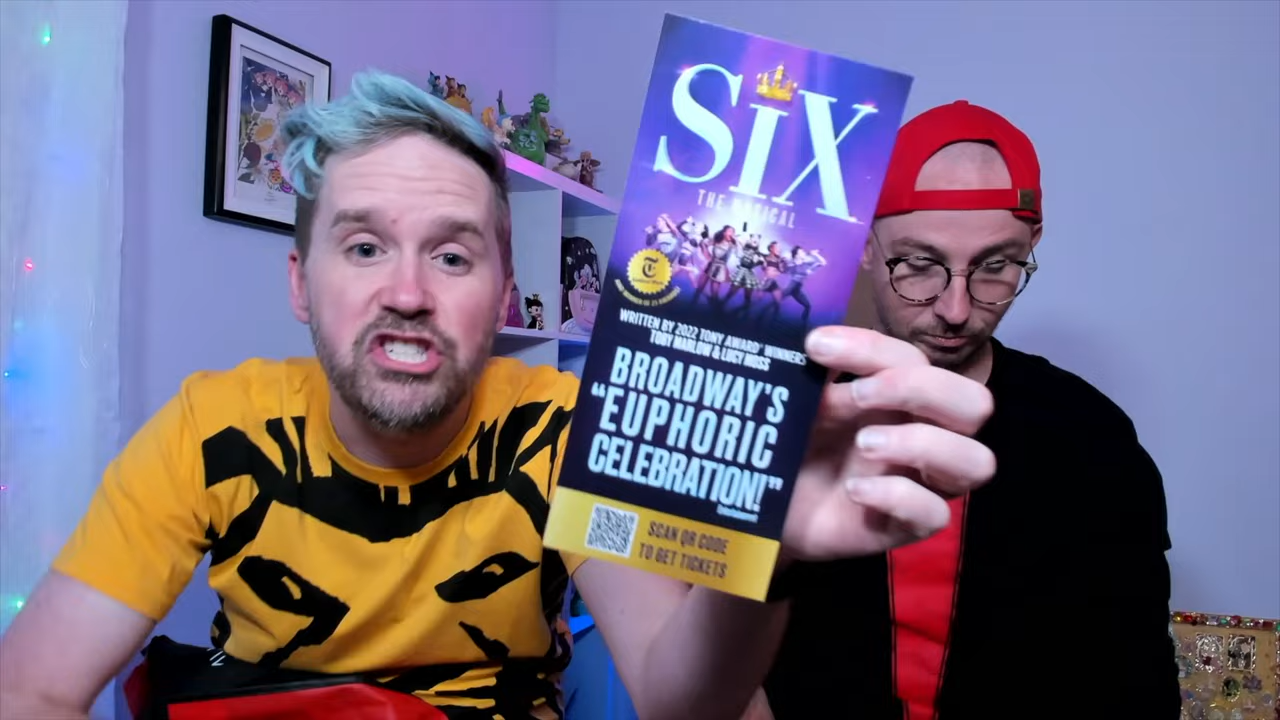 SIX
THE MUSICAL
T
WRITTEN BY 2022 TONY AWARD® WINNERS
TOBY MARLOW & LUCY MOSS
BROADWAY'S
"EUPHORIC
CELEBRATION!"
SCAN QR CODE
TO GET TICKETS